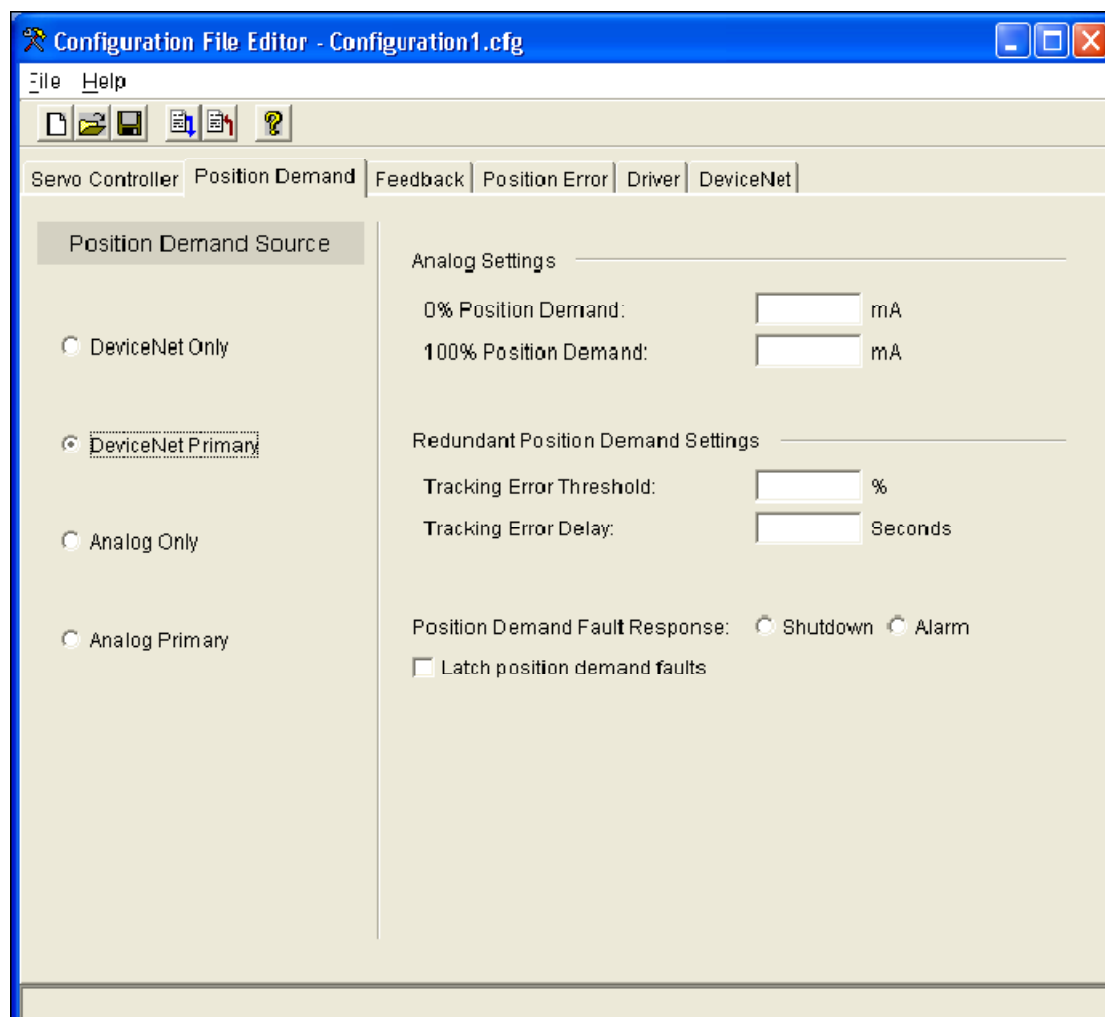 Configuration File Editor - Configuration1.cfg
File Help
Servo Controller Position Demand Feedback Position Error Driver DeviceNet
Position Demand Source
DeviceNet Only
DeviceNet Primary
Analog Only
Analog Primary
Analog Settings
0% Position Demand: mA
100% Position Demand: mA
Redundant Position Demand Settings
Tracking Error Threshold: %
Tracking Error Delay: Seconds
Position Demand Fault Response: Shutdown Alarm
Latch position demand faults